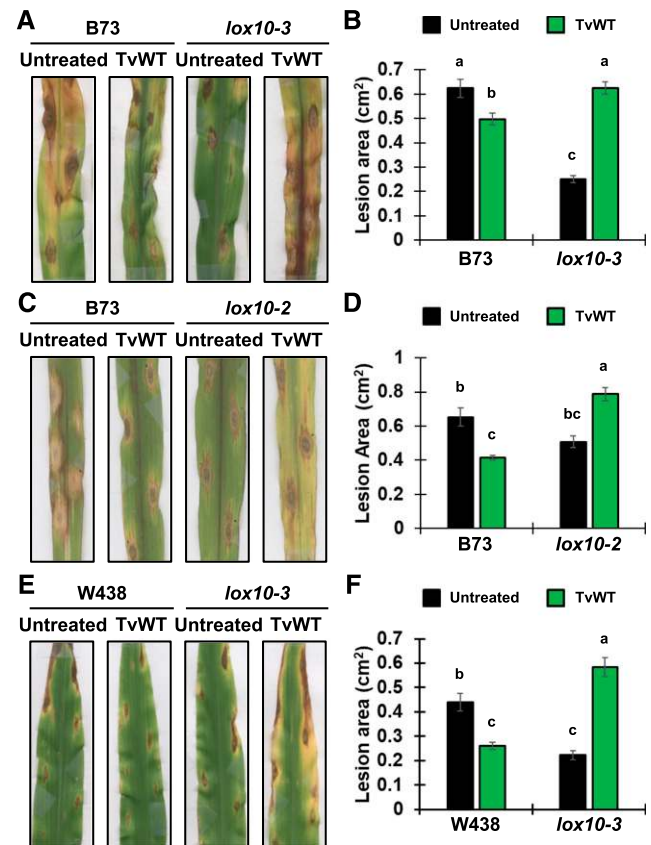 A
B73 lox10-3
Untreated TvWT Untreated TvWT
B
Untreated TvWT
Lesion area (cm²)
0.7
0.6
0.5
0.4
0.3
0.2
0.1
0
a
b
c
a
B73 lox10-3
C
B73 lox10-2
Untreated TvWT Untreated TvWT
D
Untreated TvWT
Lesion Area (cm²)
1
0.8
0.6
0.4
0.2
0
b
c
bc
a
B73 lox10-2
E
W438 lox10-3
Untreated TvWT Untreated TvWT
F
Untreated TvWT
Lesion area (cm²)
0.7
0.6
0.5
0.4
0.3
0.2
0.1
0
b
c
c
a
W438 lox10-3